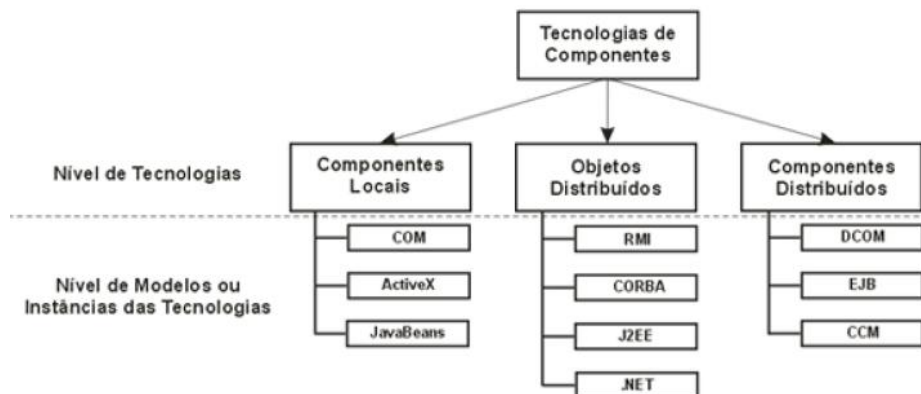 Tecnologias de
Componentes
Nível de Tecnologias
Componentes
Locais
Objetos
Distribuídos
Componentes
Distribuídos
Nível de Modelos ou
Instâncias das Tecnologias
COM
ActiveX
JavaBeans
RMI
CORBA
J2EE
.NET
DCOM
EJB
CCM